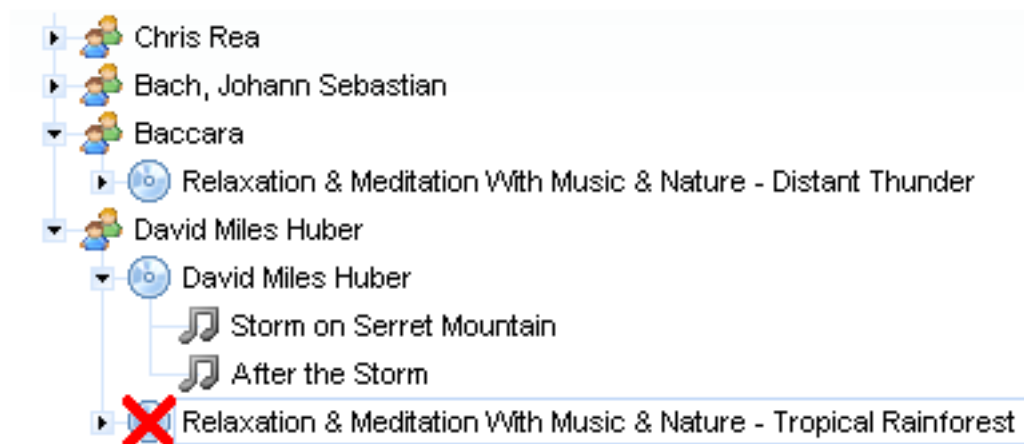 Chris Rea
Bach, Johann Sebastian
Baccara
Relaxation & Meditation With Music & Nature - Distant Thunder
David Miles Huber
David Miles Huber
Storm on Serret Mountain
After the Storm
Relaxation & Meditation With Music & Nature - Tropical Rainforest